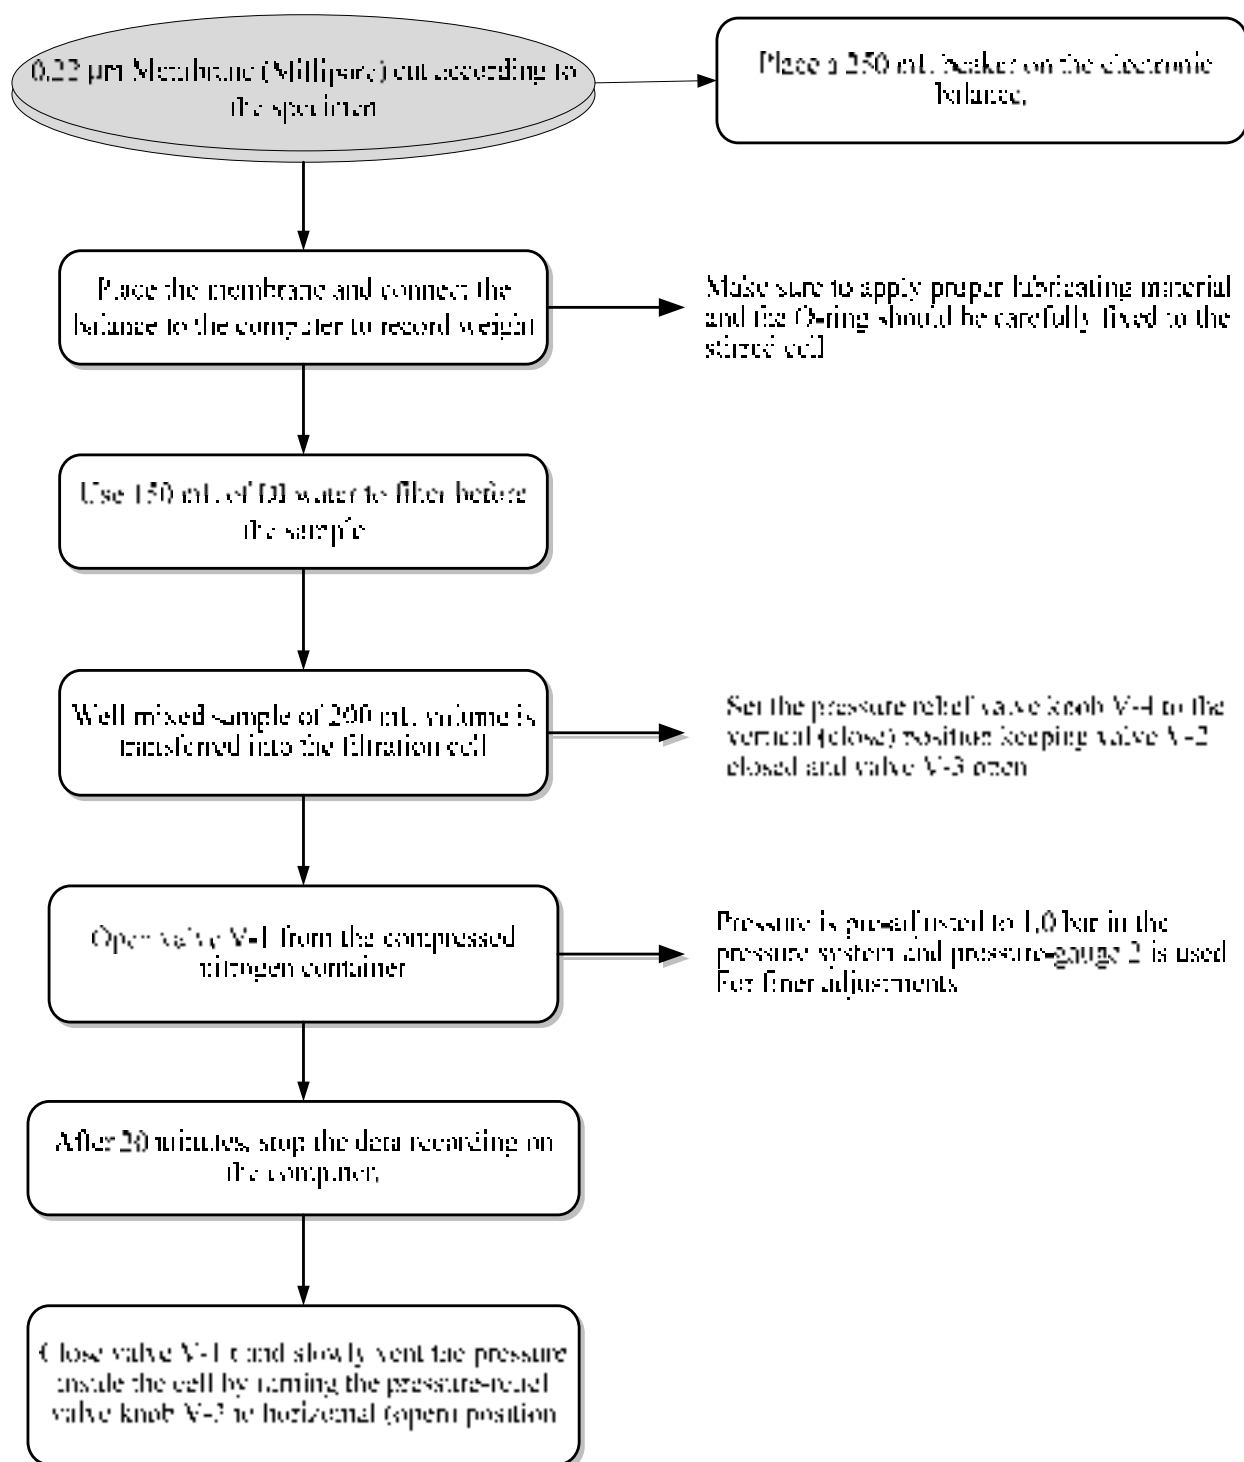 0.22 µm Membrane (Millipore) cut according to
the specimen
Place a 250 mL beaker on the electronic
balance.
Place the membrane and connect the
balance to the computer to record weight
Make sure to apply proper lubricating material
and the O-ring should be carefully fixed to the
stirred cell
Use 150 mL of DI water to filter before
the sample
Well mixed sample of 200 mL volume is
transferred into the filtration cell
Set the pressure relief valve knob V-4 to the
vertical (close) position keeping valve V-2
closed and valve V-3 open
Open valve V-1 from the compressed
nitrogen container
Pressure is pre-adjusted to 1.0 bar in the
pressure system and pressure-gauge 2 is used
For finer adjustments
After 20 minutes, stop the data recording on
the computer.
Close valve V-1 and slowly vent the pressure
inside the cell by turning the pressure-relief
valve knob to horizontal (open) position